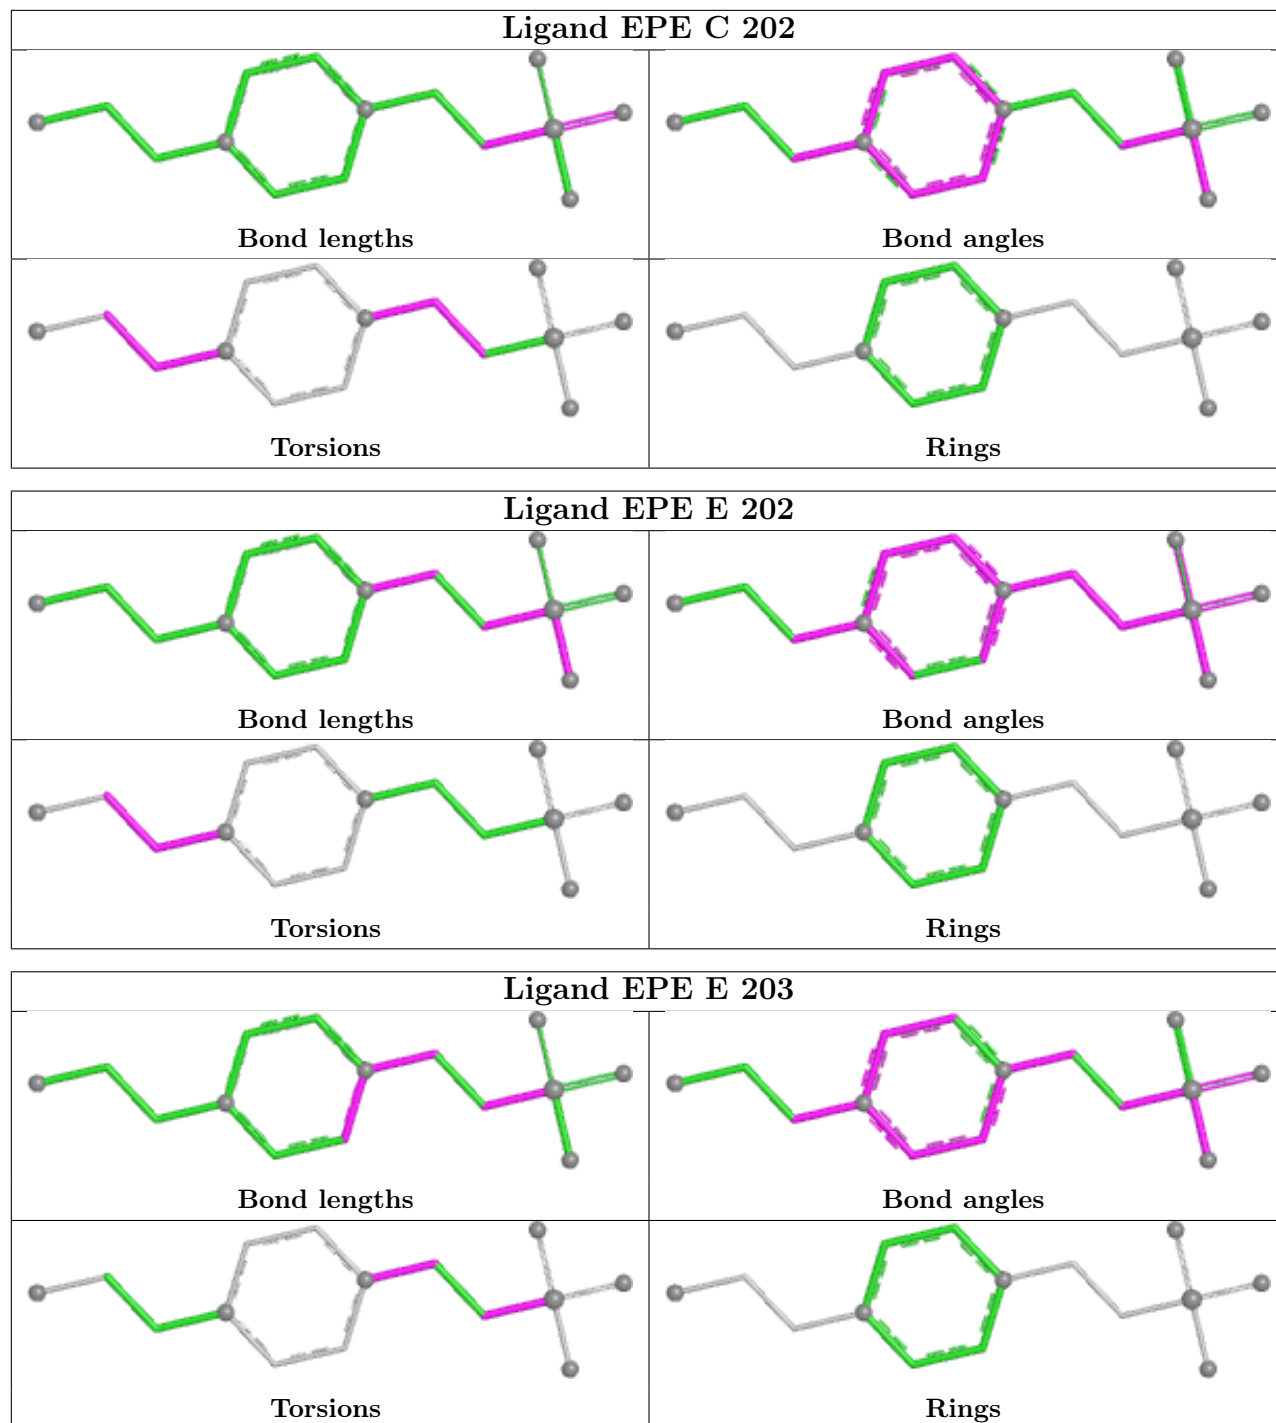 Ligand EPE C 202
Bond lengths
Bond angles
Torsions
Rings
Ligand EPE E 202
Bond lengths
Bond angles
Torsions
Rings
Ligand EPE E 203
Bond lengths
Bond angles
Torsions
Rings